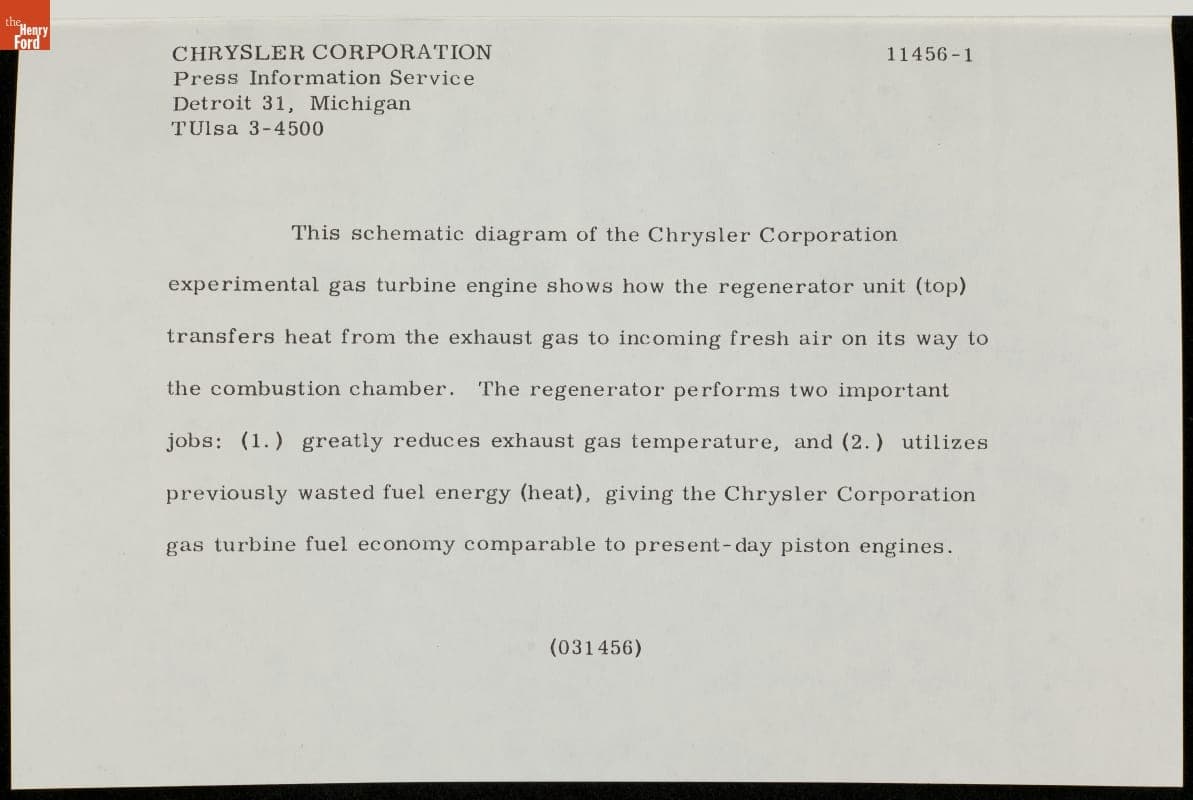 the
Henry
Ford
CHRYSLER CORPORATION 11456-1
Press Information Service
Detroit 31, Michigan
TUlsa 3-4500
This schematic diagram of the Chrysler Corporation
experimental gas turbine engine shows how the regenerator unit (top)
transfers heat from the exhaust gas to incoming fresh air on its way to
the combustion chamber. The regenerator performs two important
jobs: (1.) greatly reduces exhaust gas temperature, and (2.) utilizes
previously wasted fuel energy (heat), giving the Chrysler Corporation
gas turbine fuel economy comparable to present-day piston engines.
(031456)